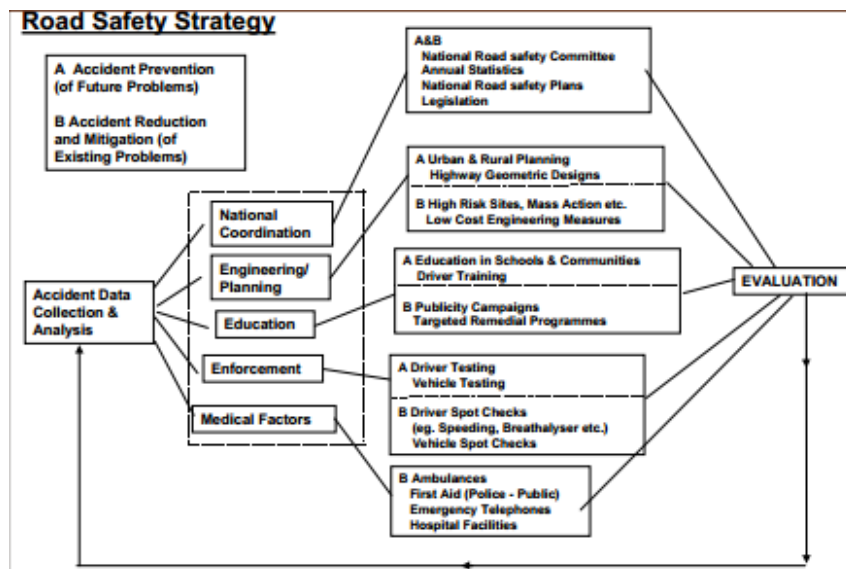 Road Safety Strategy
A Accident Prevention
(of Future Problems)
B Accident Reduction
and Mitigation (of
Existing Problems)
A&B
National Road safety Committee
Annual Statistics
National Road safety Plans
Legislation
A Urban & Rural Planning
Highway Geometric Designs
B High Risk Sites, Mass Action etc.
Low Cost Engineering Measures
National
Coordination
Engineering/
Planning
A Education in Schools & Communities
Driver Training
B Publicity Campaigns
Targeted Remedial Programmes
EVALUATION
Accident Data
Collection &
Analysis
Education
Enforcement
A Driver Testing
Vehicle Testing
B Driver Spot Checks
(eg. Speeding, Breathalyser etc.)
Vehicle Spot Checks
Medical Factors
B Ambulances
First Aid (Police - Public)
Emergency Telephones
Hospital Facilities